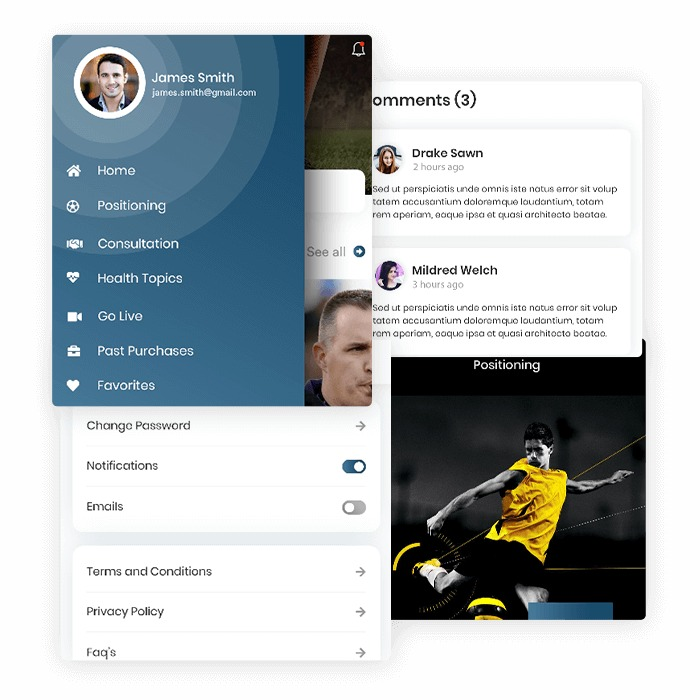 James Smith
james.smith@gmail.com
Home
Positioning
Consultation
Health Topics
Go Live
Past Purchases
Favorites
See all
omments (3)
Drake Sawn
2 hours ago
Sed ut perspiciatis unde omnis iste natus error sit volup
tatem accusantium doloremque laudantium, totam
rem aperiam, eaque ipsa et quasi architecto beatae.
Mildred Welch
3 hours ago
Sed ut perspiciatis unde omnis iste natus error sit volup
tatem accusantium doloremque laudantium, totam
rem aperiam, eaque ipsa et quasi architecto beatae.
Positioning
Change Password
Notifications
Emails
Terms and Conditions
Privacy Policy
Faq's